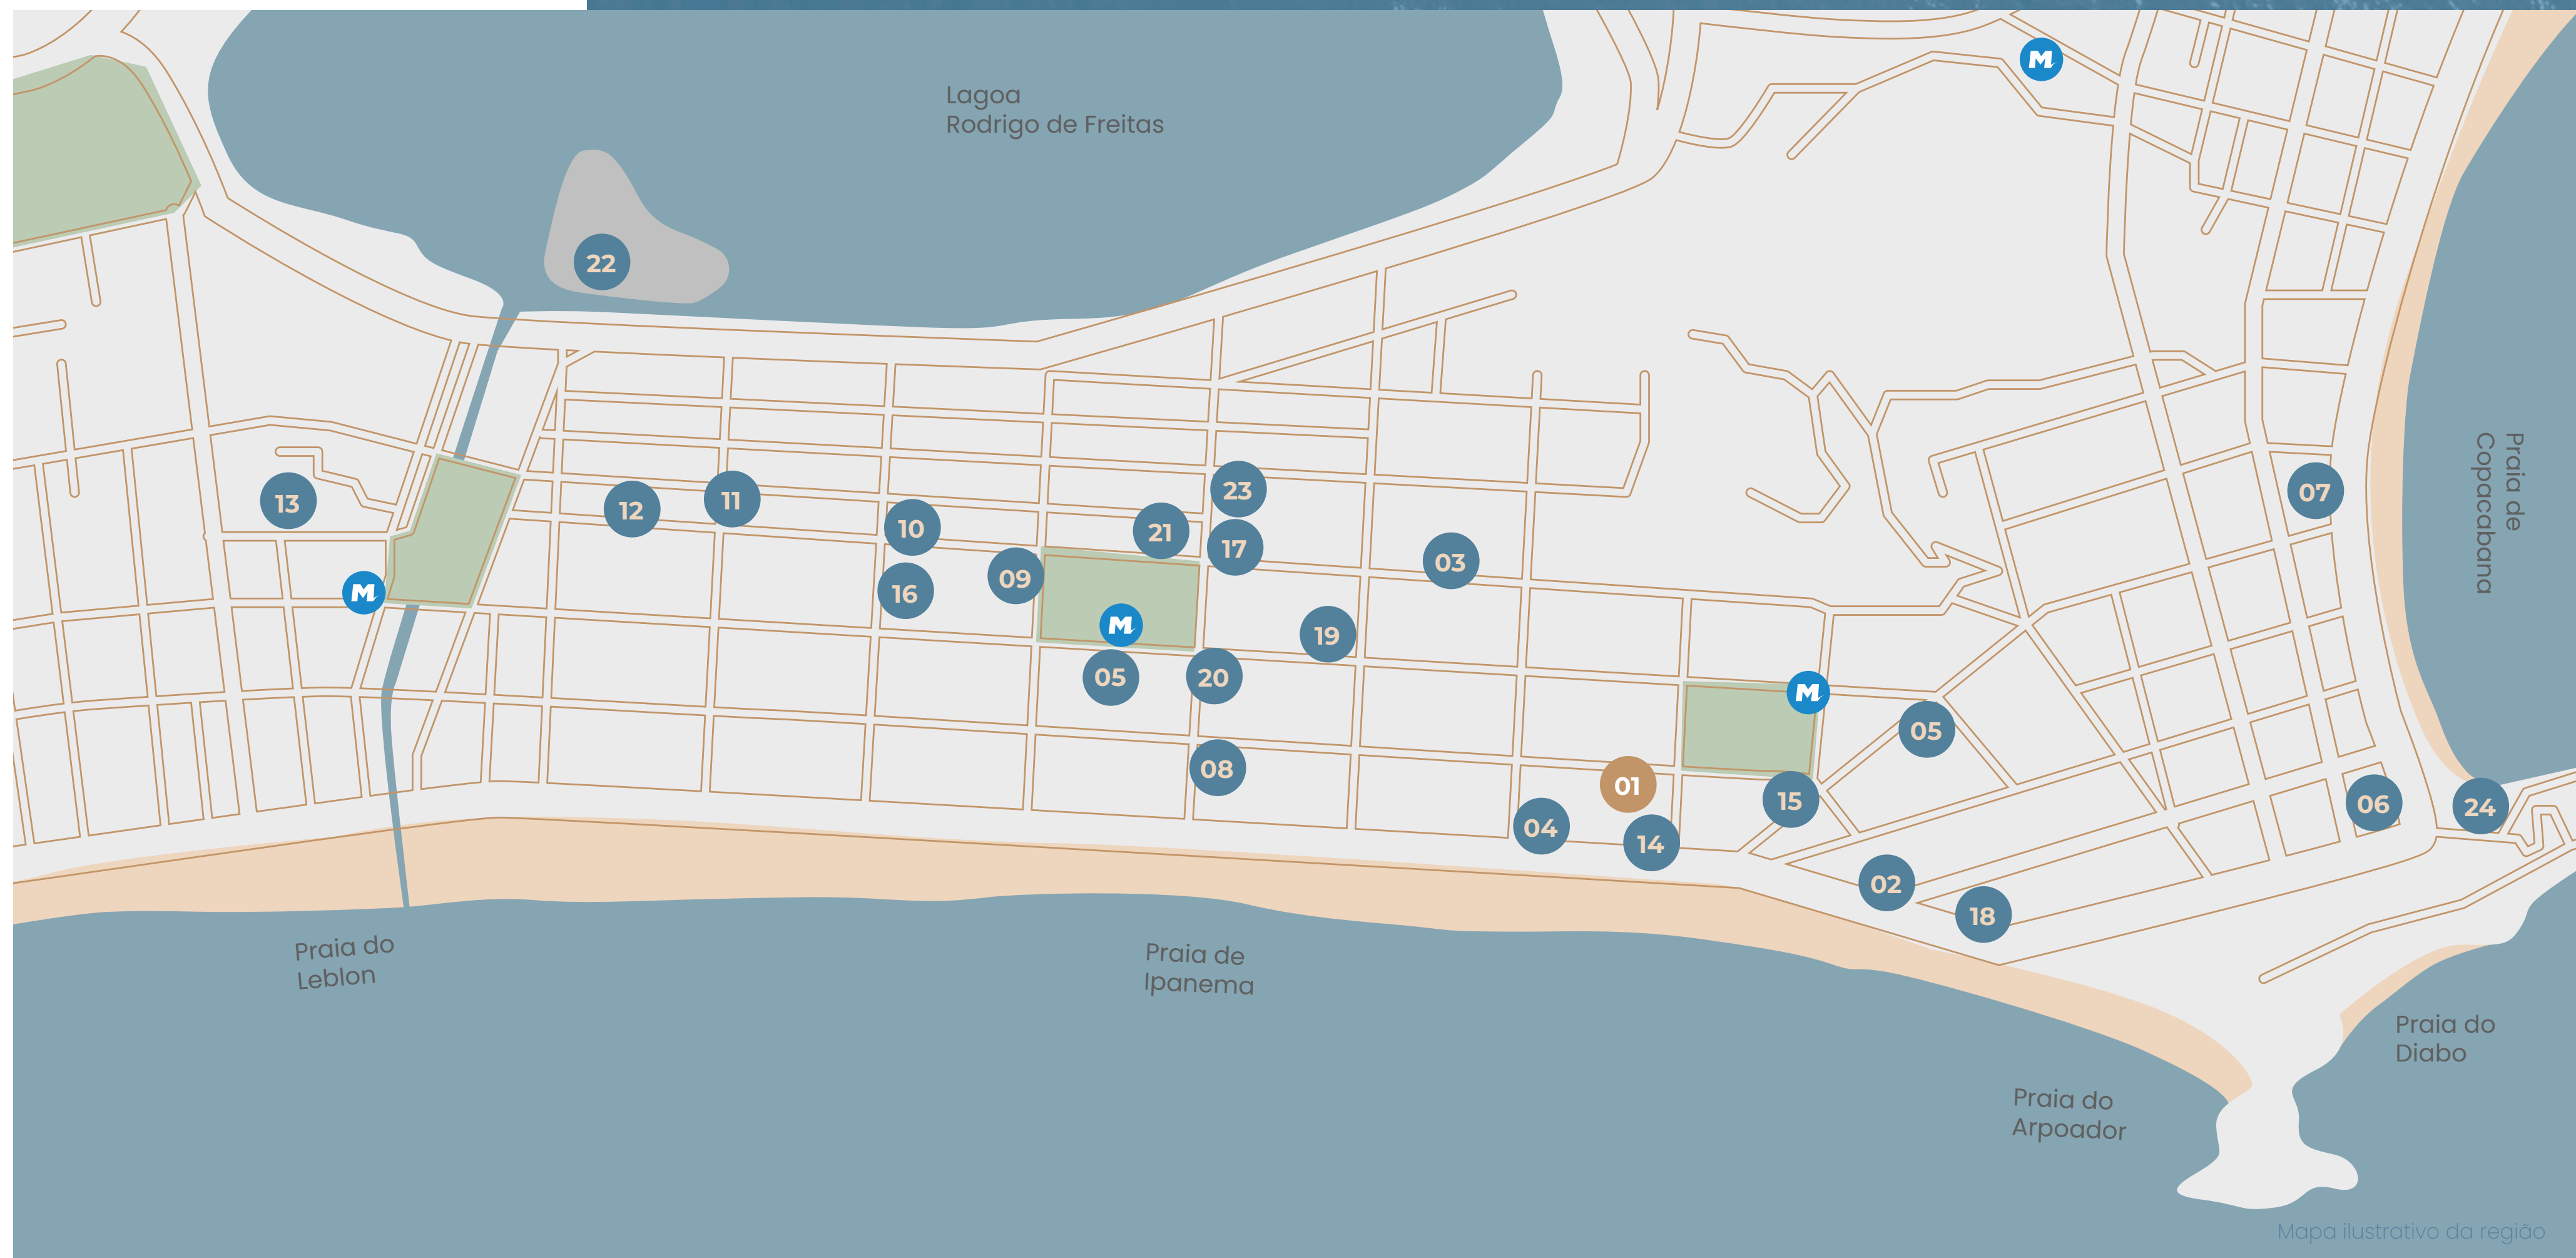 M
Lagoa
Rodrigo de Freitas
22
Praia de
Copacabana
13
12
11
10
23
21
17
03
07
M
16
09
M
19
05
20
M
05
08
01
15
04
14
06
24
02
18
Praia do
Leblon
Praia de
Ipanema
Praia do
Diabo
Praia do
Arpoador
Mapa ilustrativo da região